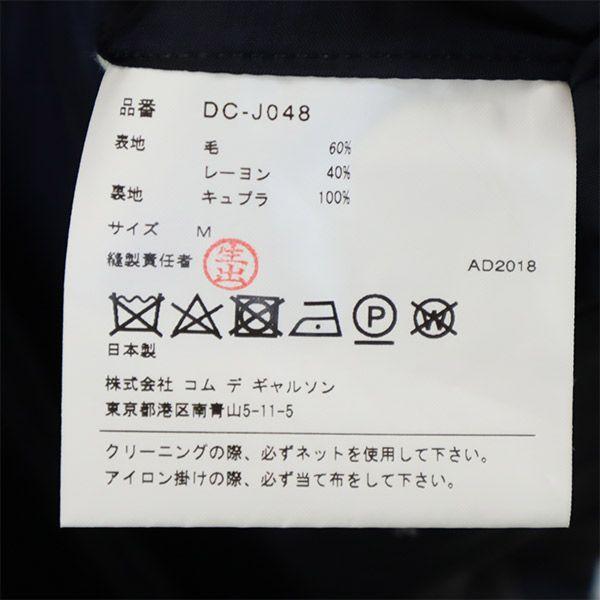 品番 DC-J048
表地 毛 60%
レーヨン 40%
裏地 キュプラ 100%
サイズ M
縫製責任者 生出
AD2018
P W
日本製
株式会社 コム デ ギャルソン
東京都港区南青山5-11-5
クリーニングの際、必ずネットを使用して下さい。
アイロン掛けの際、必ず当て布をして下さい。